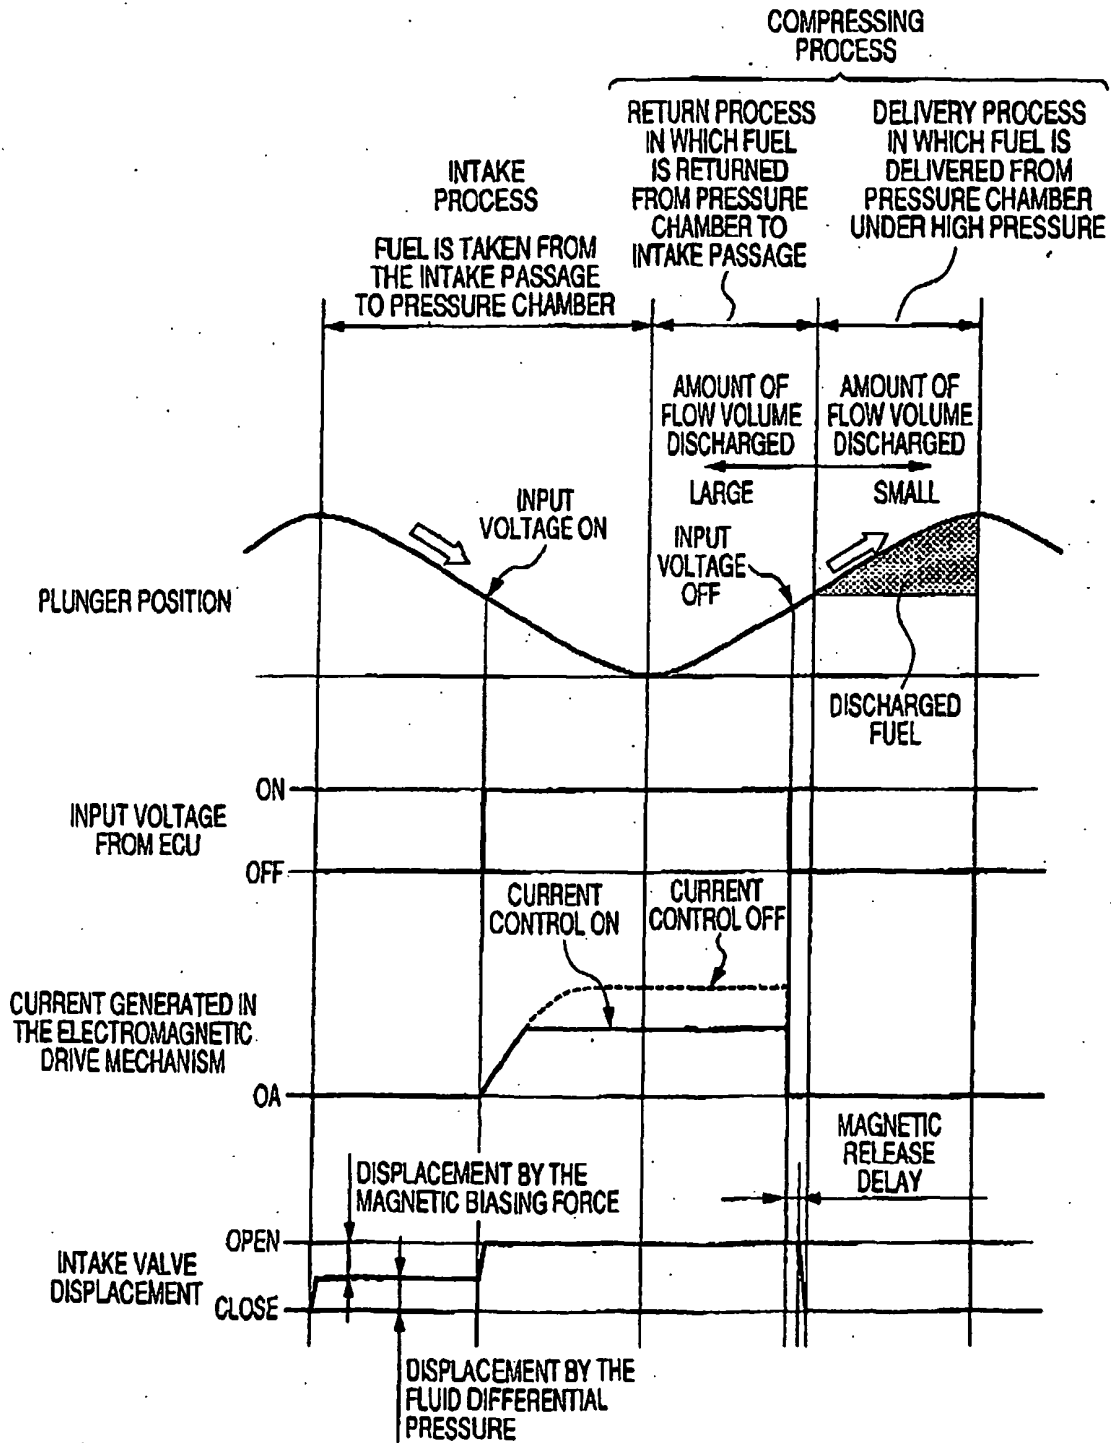 COMPRESSING
PROCESS
RETURN PROCESS
IN WHICH FUEL
IS RETURNED
FROM PRESSURE
CHAMBER TO
INTAKE PASSAGE
DELIVERY PROCESS
IN WHICH FUEL IS
DELIVERED FROM
PRESSURE CHAMBER
UNDER HIGH PRESSURE
INTAKE
PROCESS
FUEL IS TAKEN FROM
THE INTAKE PASSAGE
TO PRESSURE CHAMBER
AMOUNT OF
FLOW VOLUME
DISCHARGED
LARGE
AMOUNT OF
FLOW VOLUME
DISCHARGED
SMALL
INPUT
VOLTAGE ON
INPUT
VOLTAGE
OFF
PLUNGER POSITION
DISCHARGED
FUEL
ON
INPUT VOLTAGE
FROM ECU
OFF
CURRENT
CONTROL ON
CURRENT
CONTROL OFF
CURRENT GENERATED IN
THE ELECTROMAGNETIC
DRIVE MECHANISM
OA
MAGNETIC
RELEASE
DELAY
DISPLACEMENT BY THE
MAGNETIC BIASING FORCE
OPEN
INTAKE VALVE
DISPLACEMENT
CLOSE
DISPLACEMENT BY THE
FLUID DIFFERENTIAL
PRESSURE